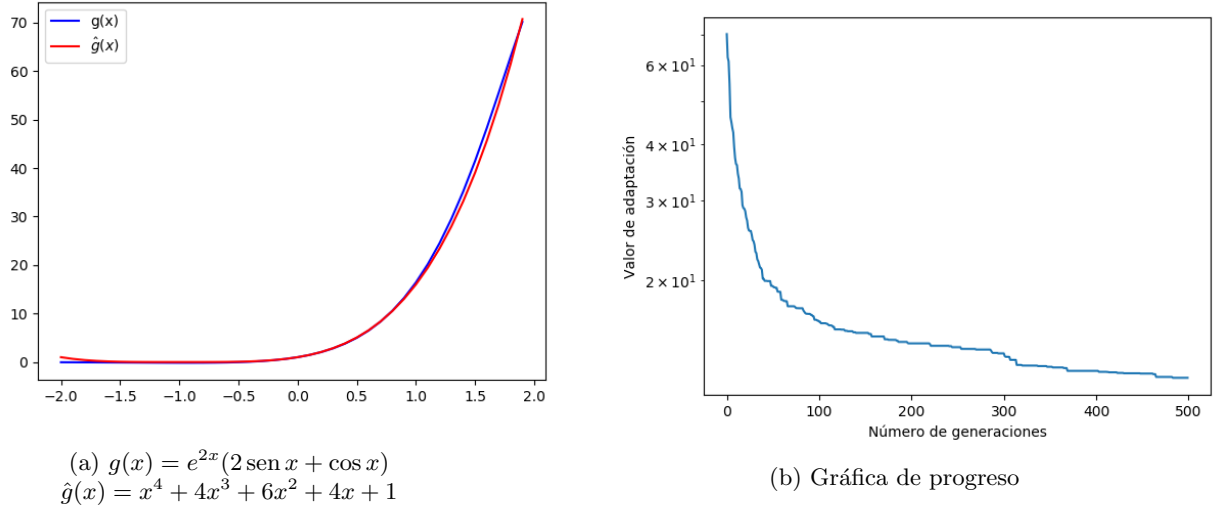 g(x)
ĝ(x)
70
60
50
40
30
20
10
0
−2.0 −1.5 −1.0 −0.5 0.0 0.5 1.0 1.5 2.0
(a) g(x) = e^{2x}(2 sen x + cos x)
ĝ(x) = x^4 + 4x^3 + 6x^2 + 4x + 1
Valor de adaptación
6 × 10^1
4 × 10^1
3 × 10^1
2 × 10^1
0 100 200 300 400 500
Número de generaciones
(b) Gráfica de progreso